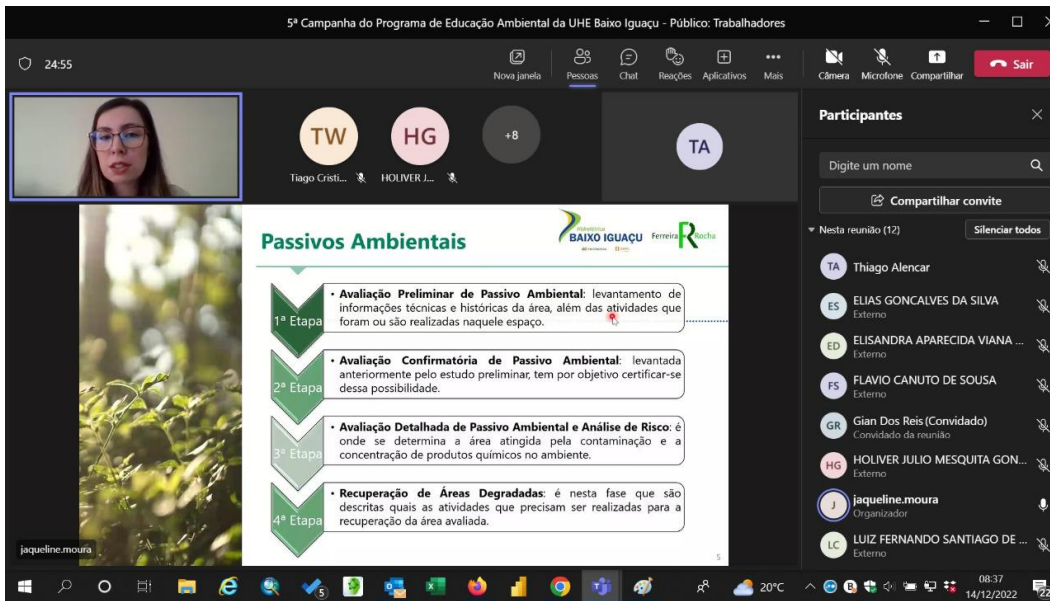 5ª Campanha do Programa de Educação Ambiental da UHE Baixo Iguaçu - Público: Trabalhadores
24:55
Nova janela
Pessoas
Chat
Reações
Aplicativos
Mais
Câmera
Microfone
Compartilhar
Sair
TW
Tiago Cristi...
HG
HOLIVER J...
+8
TA
jaqueline.moura
Passivos Ambientais
BAIXO IGUAÇU
Ferreira Rocha
1ª Etapa
• Avaliação Preliminar de Passivo Ambiental: levantamento de
informações técnicas e históricas da área, além das atividades que
foram ou são realizadas naquele espaço.
2ª Etapa
• Avaliação Confirmatória de Passivo Ambiental: levantada
anteriormente pelo estudo preliminar, tem por objetivo certificar-se
dessa possibilidade.
3ª Etapa
• Avaliação Detalhada de Passivo Ambiental e Análise de Risco: é
onde se determina a área atingida pela contaminação e a
concentração de produtos químicos no ambiente.
4ª Etapa
• Recuperação de Áreas Degradadas: é nesta fase que são
descritas quais as atividades que precisam ser realizadas para a
recuperação da área avaliada.
5
Participantes
Digite um nome
Compartilhar convite
Nesta reunião (12)
Silenciar todos
TA
Thiago Alencar
ES
ELIAS GONCALVES DA SILVA
Externo
ED
ELISANDRA APARECIDA VIANA ...
Externo
FS
FLAVIO CANUTO DE SOUSA
Externo
GR
Gian Dos Reis (Convidado)
Convidado da reunião
HG
HOLIVER JULIO MESQUITA GON...
Externo
J
jaqueline.moura
Organizador
LC
LUIZ FERNANDO SANTIAGO DE ...
Externo
5
20°C
08:37
14/12/2022
22